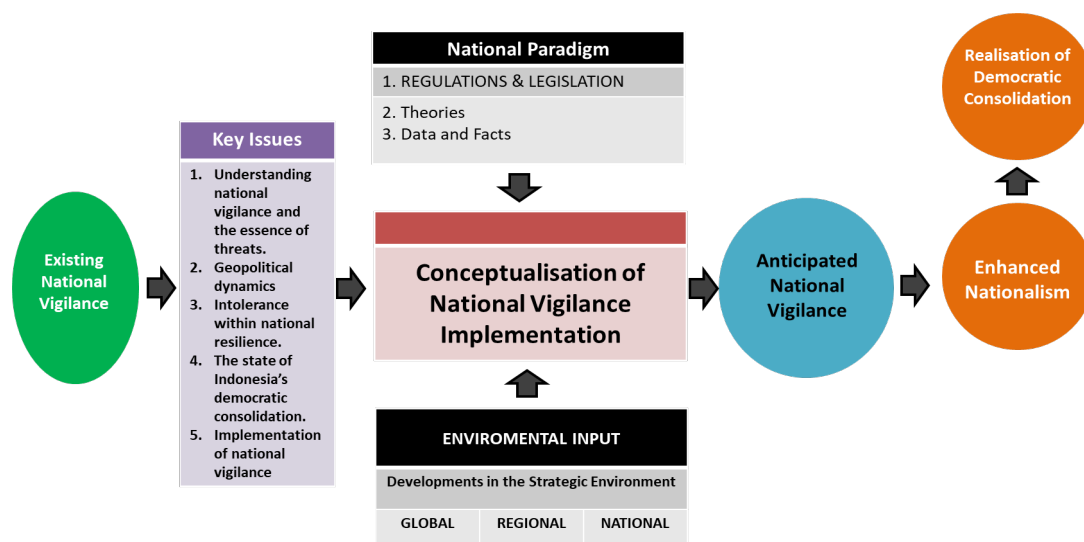 Existing
National
Vigilance
Key Issues
1. Understanding
national
vigilance and
the essence of
threats.
2. Geopolitical
dynamics
3. Intolerance
within national
resilience.
4. The state of
Indonesia’s
democratic
consolidation.
5. Implementation
of national
vigilance
National Paradigm
1. REGULATIONS & LEGISLATION
2. Theories
3. Data and Facts
Conceptualisation of
National Vigilance
Implementation
ENVIROMENTAL INPUT
Developments in the Strategic Environment
GLOBAL REGIONAL NATIONAL
Anticipated
National
Vigilance
Enhanced
Nationalism
Realisation of
Democratic
Consolidation